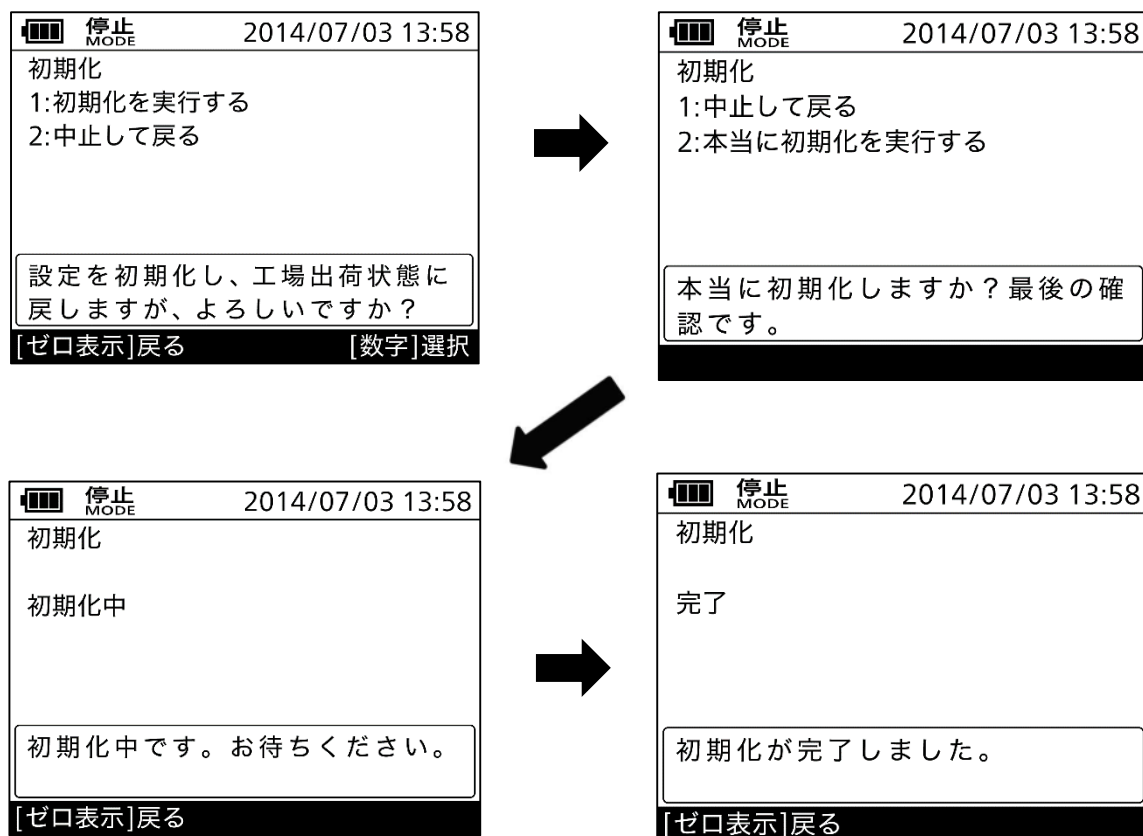 停止
MODE
2014/07/03 13:58
初期化
1:初期化を実行する
2:中止して戻る
設定を初期化し、工場出荷状態に
戻しますが、よろしいですか？
[ゼロ表示]戻る [数字]選択
停止
MODE
2014/07/03 13:58
初期化
1:中止して戻る
2:本当に初期化を実行する
本当に初期化しますか？最後の確
認です。
停止
MODE
2014/07/03 13:58
初期化
初期化中
初期化中です。お待ちください。
[ゼロ表示]戻る
停止
MODE
2014/07/03 13:58
初期化
完了
初期化が完了しました。
[ゼロ表示]戻る